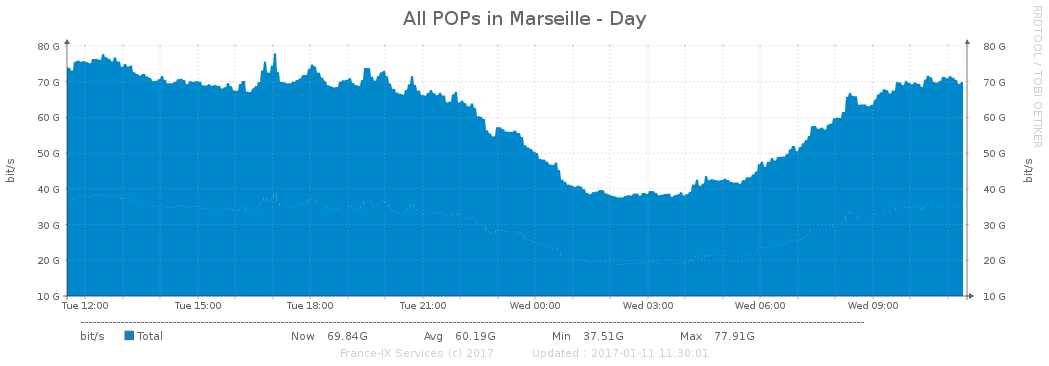 All POPs in Marseille - Day
RRDTOOL / TOBI OETIKER
80 G 80 G
70 G 70 G
60 G 60 G
50 G 50 G
40 G 40 G
30 G 30 G
20 G 20 G
10 G 10 G
bit/s
bit/s
Tue 12:00 Tue 15:00 Tue 18:00 Tue 21:00 Wed 00:00 Wed 03:00 Wed 06:00 Wed 09:00
bit/s Total Now 69.84G Avg 60.19G Min 37.51G Max 77.91G
France-IX Services (c) 2017 Updated : 2017-01-11 11:30:01